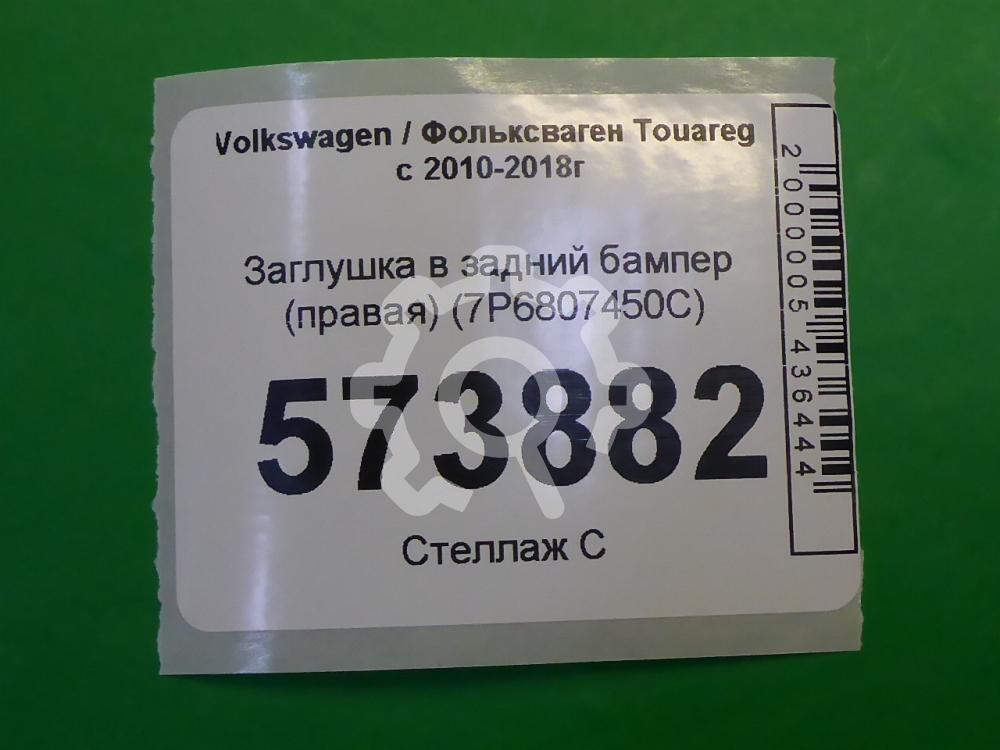 Volkswagen / Фольксваген Touareg
с 2010-2018г
Заглушка в задний бампер
(правая) (7P6807450C)
573882
Стеллаж С
2000005436444